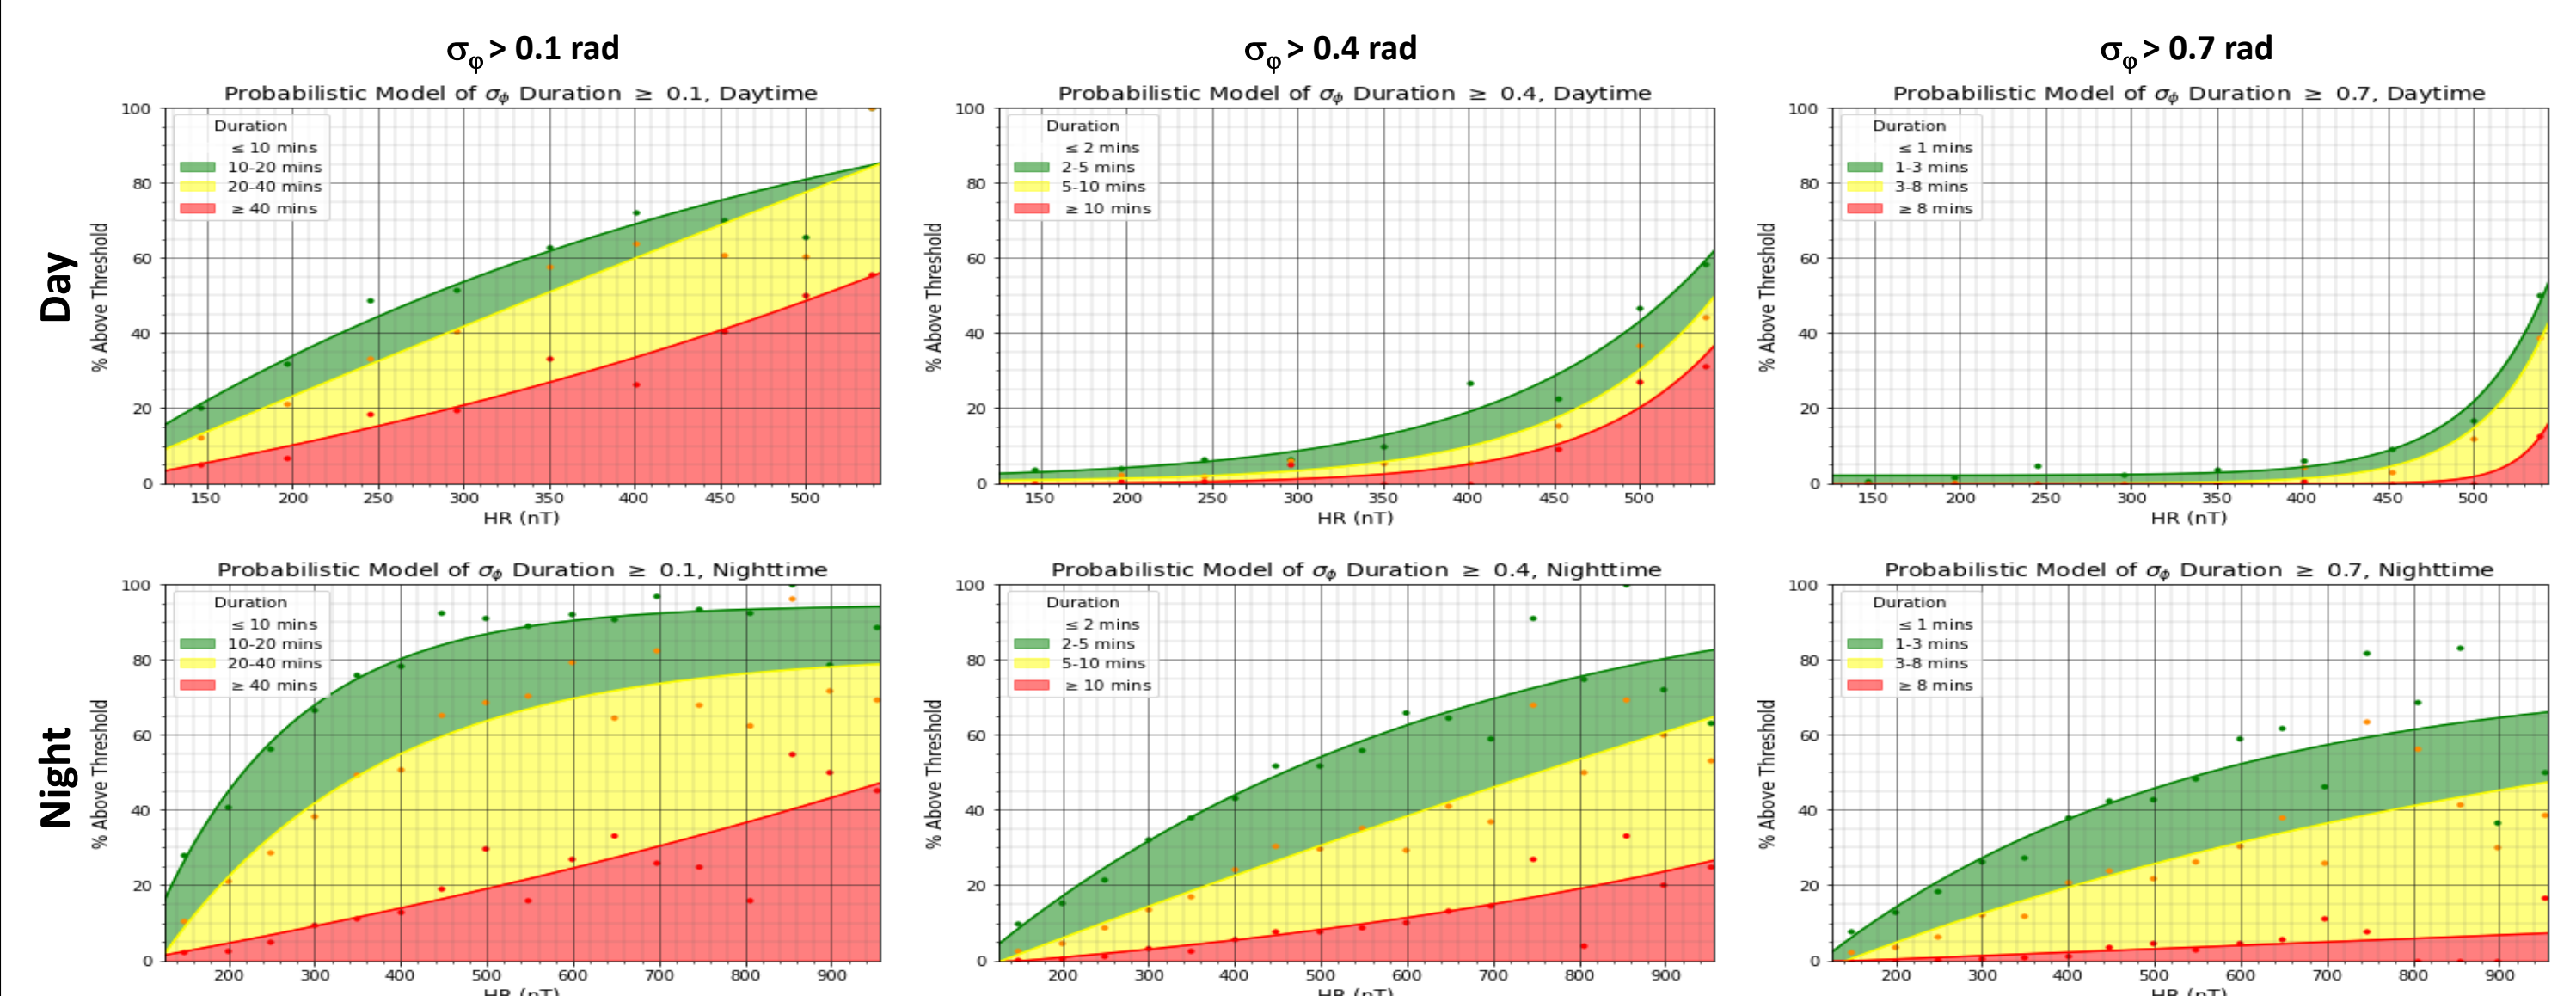 σφ > 0.1 rad
σφ > 0.4 rad
σφ > 0.7 rad
Day
Probabilistic Model of σϕ Duration ≥ 0.1, Daytime
% Above Threshold
100
80
60
40
20
0
Duration
≤ 10 mins
10-20 mins
20-40 mins
≥ 40 mins
150 200 250 300 350 400 450 500
HR (nT)
Probabilistic Model of σϕ Duration ≥ 0.4, Daytime
% Above Threshold
100
80
60
40
20
0
Duration
≤ 2 mins
2-5 mins
5-10 mins
≥ 10 mins
150 200 250 300 350 400 450 500
HR (nT)
Probabilistic Model of σϕ Duration ≥ 0.7, Daytime
% Above Threshold
100
80
60
40
20
0
Duration
≤ 1 mins
1-3 mins
3-8 mins
≥ 8 mins
150 200 250 300 350 400 450 500
HR (nT)
Night
Probabilistic Model of σϕ Duration ≥ 0.1, Nighttime
% Above Threshold
100
80
60
40
20
0
Duration
≤ 10 mins
10-20 mins
20-40 mins
≥ 40 mins
200 300 400 500 600 700 800 900
HR (nT)
Probabilistic Model of σϕ Duration ≥ 0.4, Nighttime
% Above Threshold
100
80
60
40
20
0
Duration
≤ 2 mins
2-5 mins
5-10 mins
≥ 10 mins
200 300 400 500 600 700 800 900
HR (nT)
Probabilistic Model of σϕ Duration ≥ 0.7, Nighttime
% Above Threshold
100
80
60
40
20
0
Duration
≤ 1 mins
1-3 mins
3-8 mins
≥ 8 mins
200 300 400 500 600 700 800 900
HR (nT)